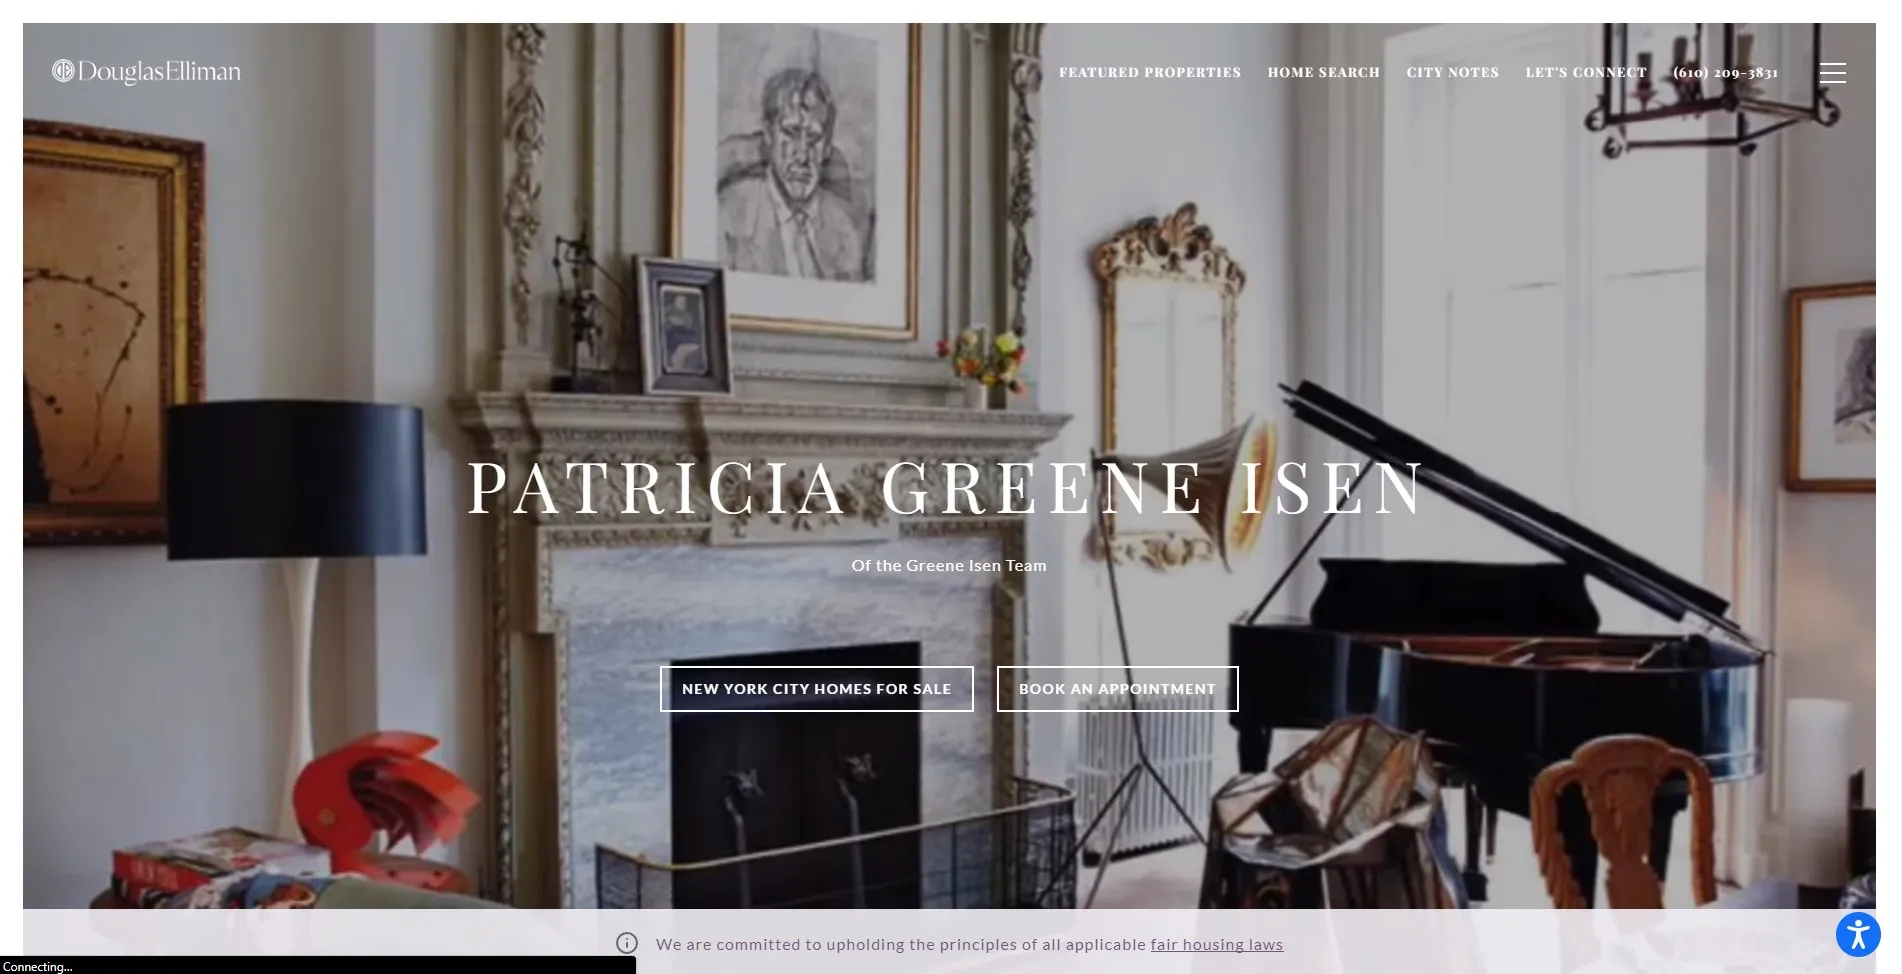 DouglasElliman
FEATURED PROPERTIES HOME SEARCH CITY NOTES LET'S CONNECT (610) 209-3831
PATRICIA GREENE ISEN
Of the Greene Isen Team
NEW YORK CITY HOMES FOR SALE BOOK AN APPOINTMENT
We are committed to upholding the principles of all applicable fair housing laws
Connecting...